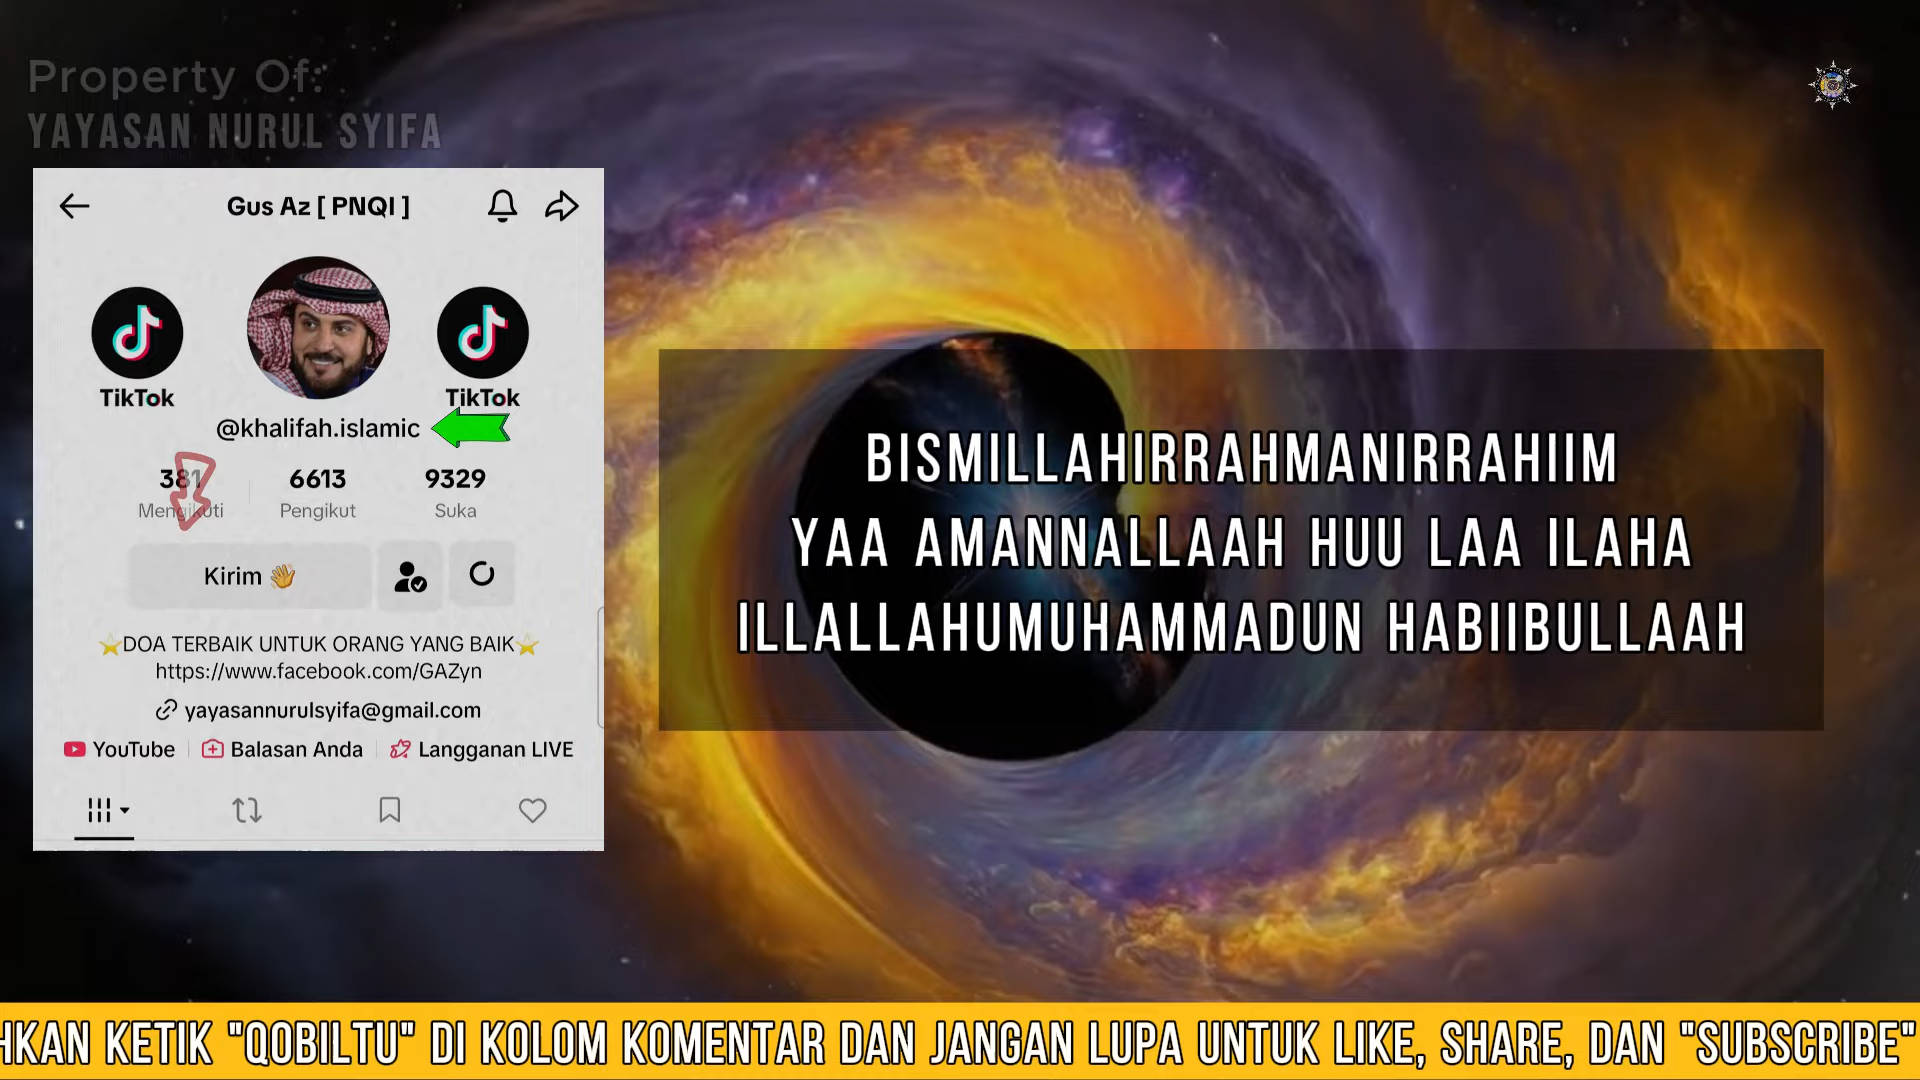 Property Of:
YAYASAN NURUL SYIFA
Gus Az [ PNQI ]
TikTok
TikTok
@khalifah.islamic
381 6613 9329
Mengikuti Pengikut Suka
Kirim 👋
⭐DOA TERBAIK UNTUK ORANG YANG BAIK⭐
https://www.facebook.com/GAZyn
yayasannurulsyifa@gmail.com
YouTube Balasan Anda Langganan LIVE
BISMILLAHIRRAHMANIRRAHIIM
YAA AMANNALLAAH HUU LAA ILAHA
ILLALLAHUMUHAMMADUN HABIIBULLAAH
HKAN KETIK "QOBILTU" DI KOLOM KOMENTAR DAN JANGAN LUPA UNTUK LIKE, SHARE, DAN "SUBSCRIBE"